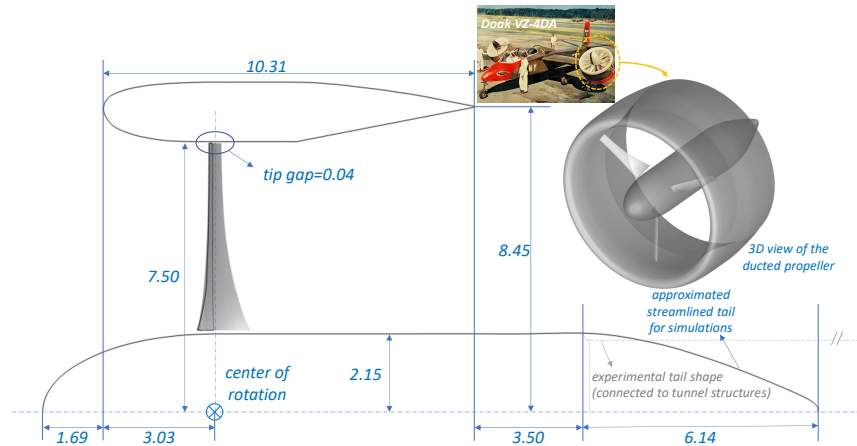 Doak VZ-4DA
10.31
tip gap=0.04
7.50
8.45
3D view of the
ducted propeller
approximated
streamlined tail
for simulations
center of
rotation
2.15
experimental tail shape
(connected to tunnel structures)
1.69
3.03
3.50
6.14